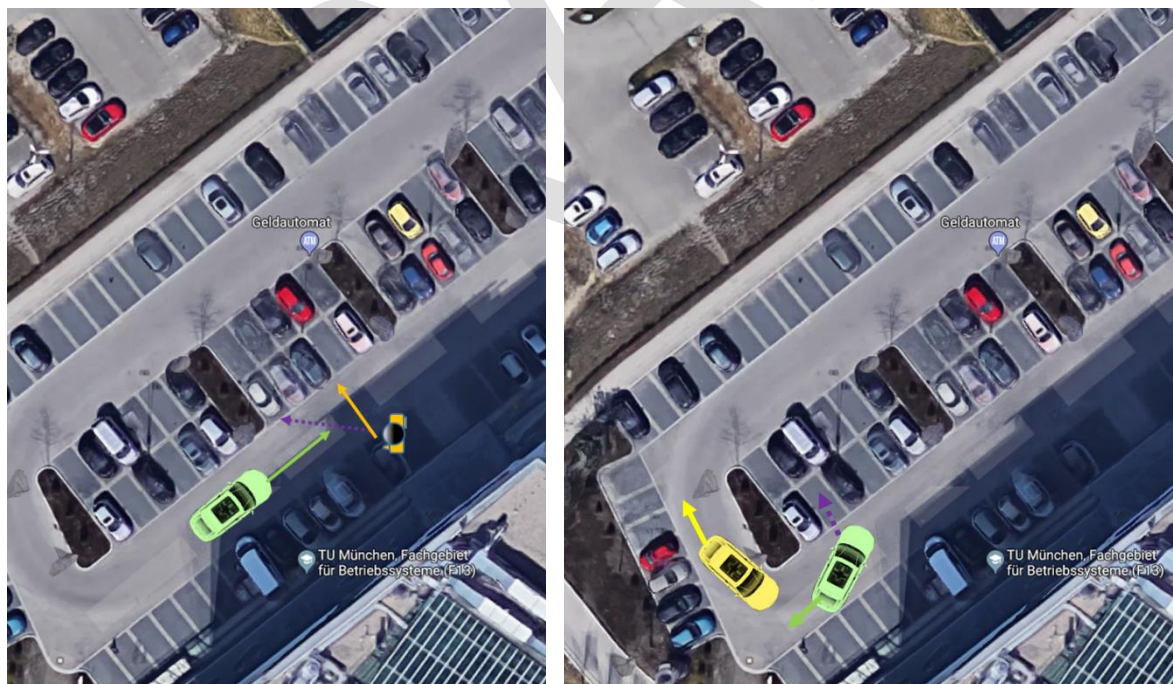 Geldautomat
ATM
TU München, Fachgebiet
für Betriebssysteme (F13)
Geldautomat
ATM
TU München, Fachgebiet
für Betriebssysteme (F13)